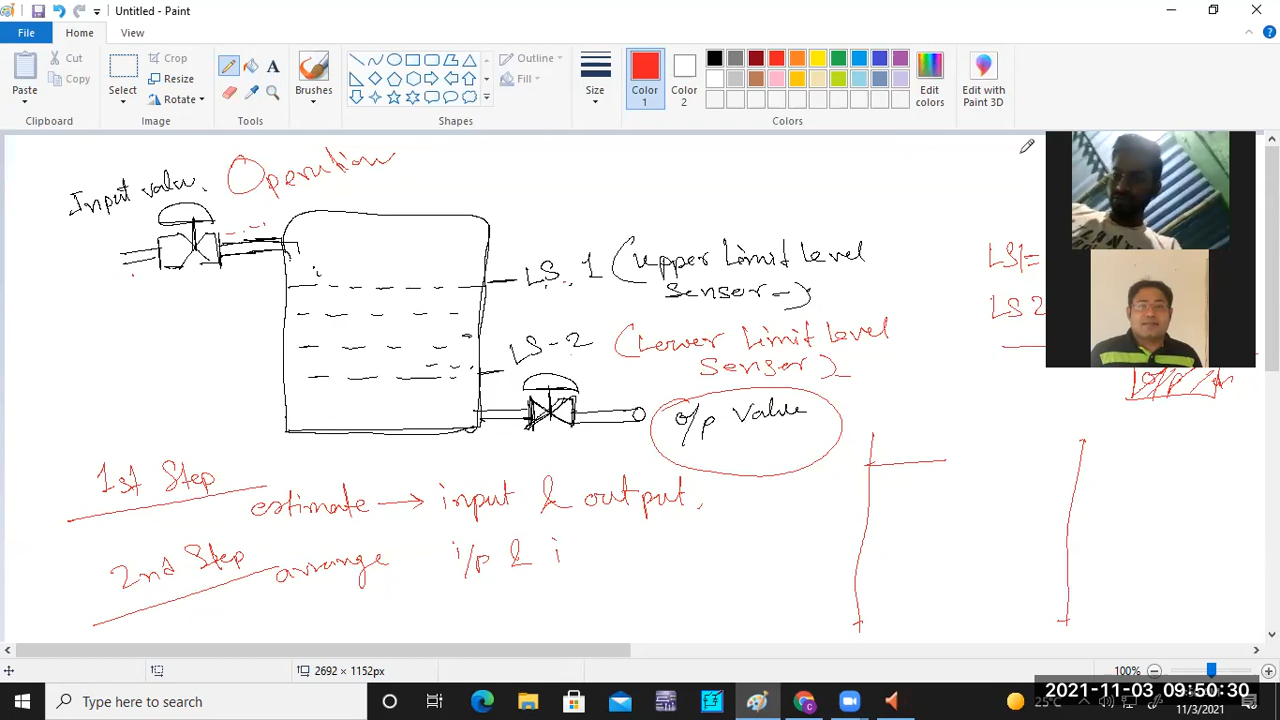 Untitled - Paint
File
Home
View
Paste
Cut
Copy
Clipboard
Select
Crop
Resize
Rotate
Image
Tools
Brushes
Shapes
Outline
Fill
Size
Color 1
Color 2
Colors
Edit colors
Edit with Paint 3D
Operation
Input valve.
LS-1 (Upper Limit Level
Sensor-)
LS-2 (Lower Limit Level
Sensor)
LS1=
LS2
o/p
o/p valve
1st Step
estimate → input & output.
2nd Step
arrange i/p & i
2692 × 1152px
100%
Type here to search
25°C
2021-11-03 09:50:30
11/3/2021